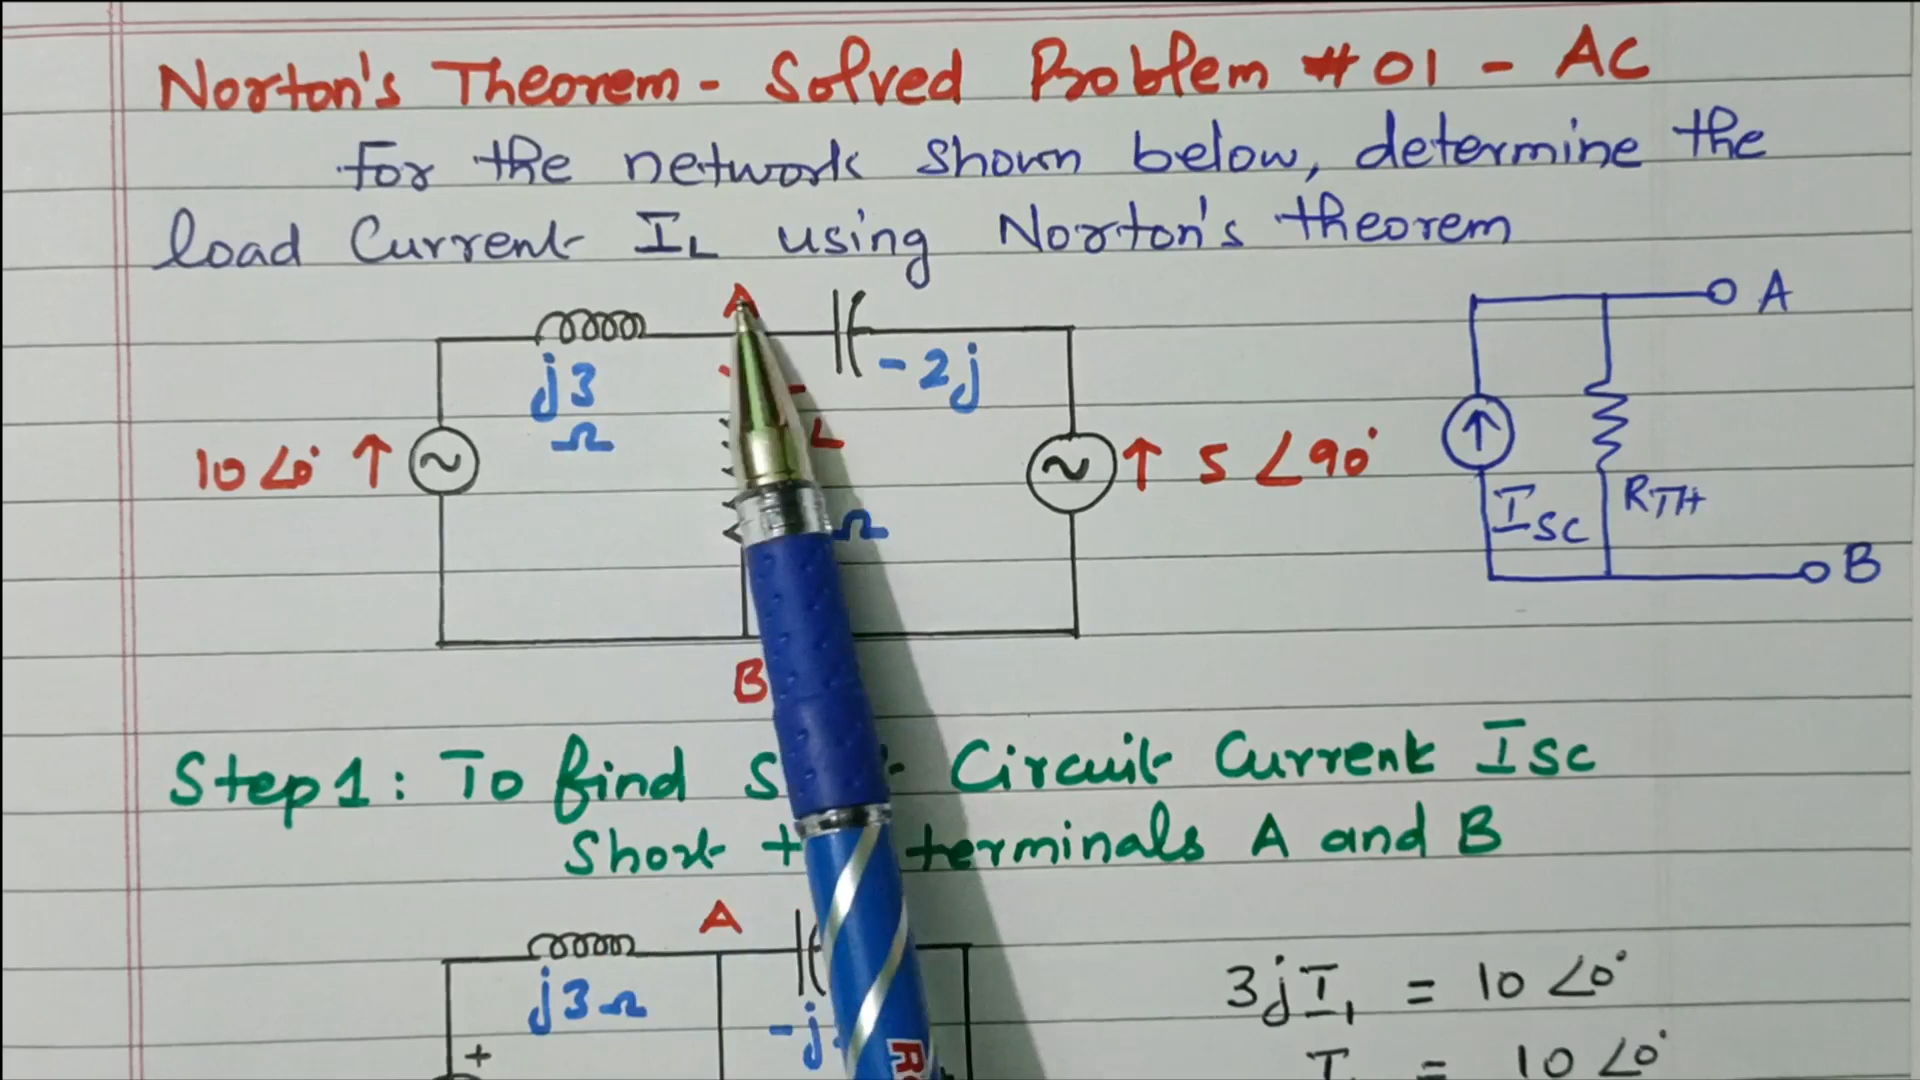 Norton's Theorem - Solved Problem #01 - AC
For the network shown below, determine the
load Current IL using Norton's theorem
A
j3
Ω
-2j
L
10∠0° ↑
~
~
↑ 5∠90°
Ω
B
A
↑
ISC
RTH
B
Step1: To find Circuit Current ISC
Short terminals A and B
A
j3Ω
-j
+
3jI1 = 10∠0°
I = 10∠0°